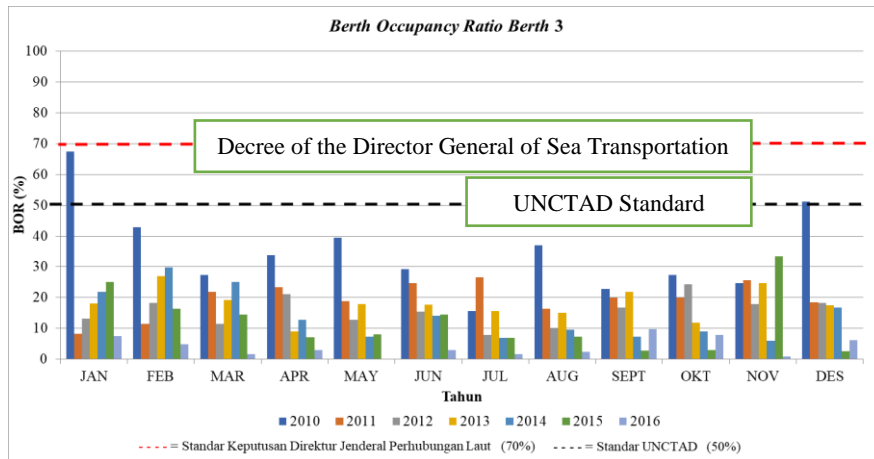 Berth Occupancy Ratio Berth 3
100
90
80
70
60
50
40
30
20
10
0
BOR (%)
Decree of the Director General of Sea Transportation
UNCTAD Standard
JAN FEB MAR APR MAY JUN JUL AUG SEPT OKT NOV DES
Tahun
2010 2011 2012 2013 2014 2015 2016
= Standar Keputusan Direktur Jenderal Perhubungan Laut (70%) = Standar UNCTAD (50%)